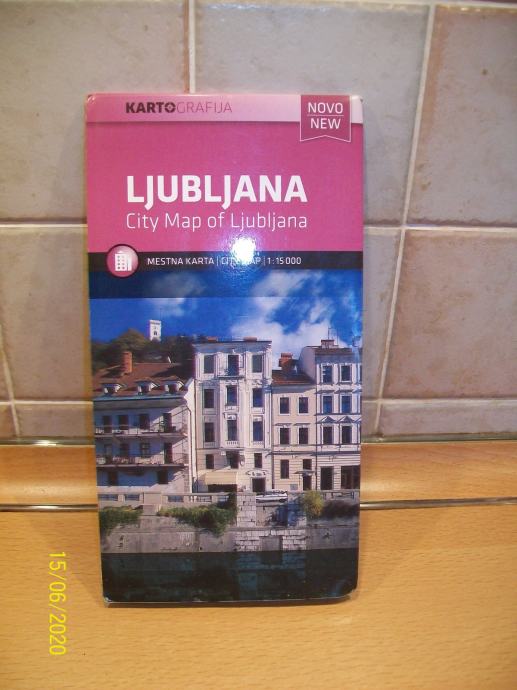 KARTOGRAFIJA
NOVO
NEW
LJUBLJANA
City Map of Ljubljana
MESTNA KARTA | CITY MAP | 1:15 000
15/06/2020